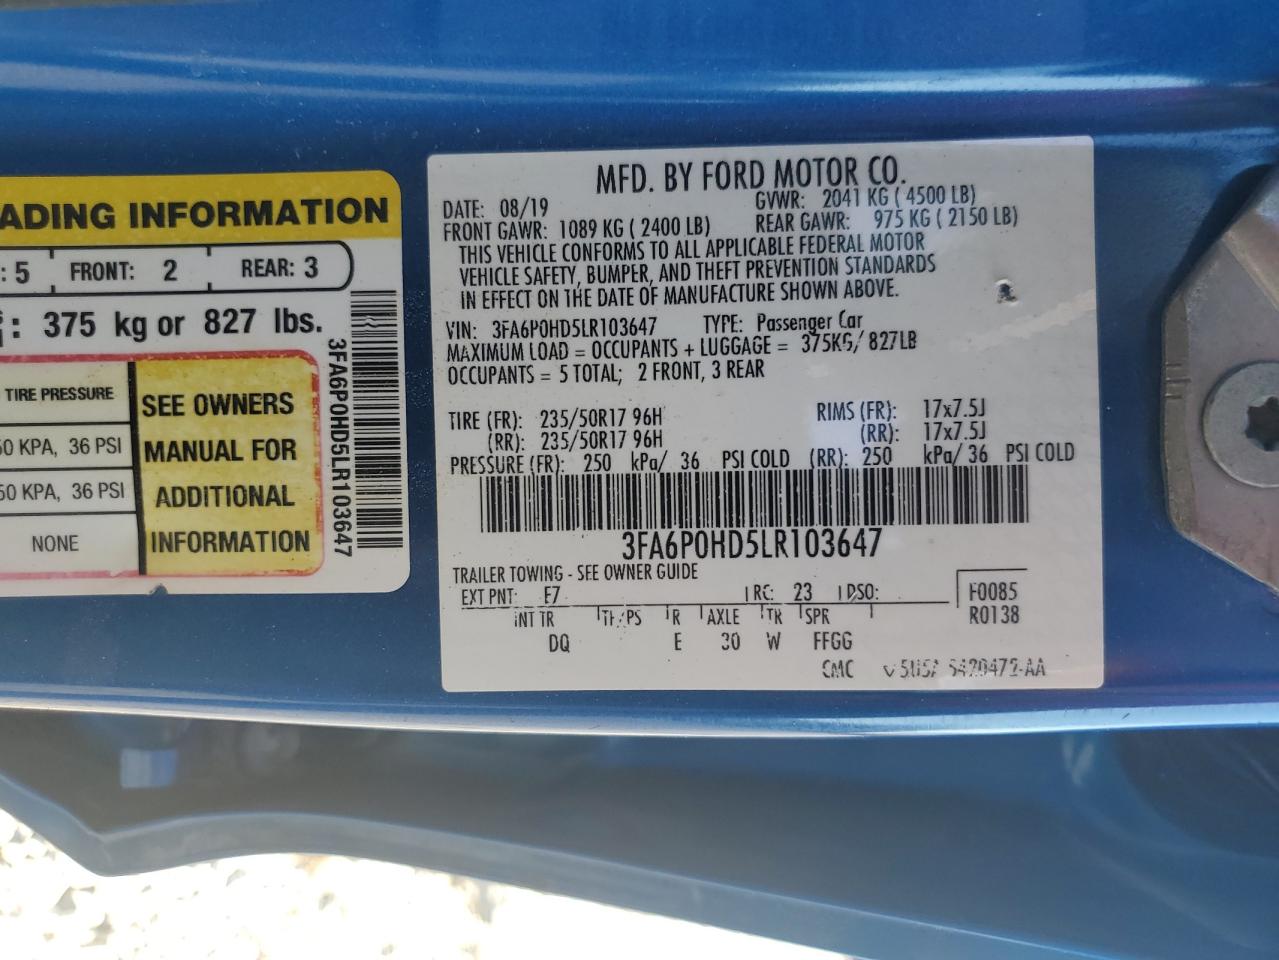 ADING INFORMATION
: 5 FRONT: 2 REAR: 3
: 375 kg or 827 lbs.
TIRE PRESSURE
50 KPA, 36 PSI
50 KPA, 36 PSI
NONE
SEE OWNERS
MANUAL FOR
ADDITIONAL
INFORMATION
3FA6P0HD5LR103647
MFD. BY FORD MOTOR CO.
DATE: 08/19 GVWR: 2041 KG ( 4500 LB)
FRONT GAWR: 1089 KG ( 2400 LB) REAR GAWR: 975 KG ( 2150 LB)
THIS VEHICLE CONFORMS TO ALL APPLICABLE FEDERAL MOTOR
VEHICLE SAFETY, BUMPER, AND THEFT PREVENTION STANDARDS
IN EFFECT ON THE DATE OF MANUFACTURE SHOWN ABOVE.
VIN: 3FA6P0HD5LR103647 TYPE: Passenger Car
MAXIMUM LOAD = OCCUPANTS + LUGGAGE = 375KG/ 827LB
OCCUPANTS = 5 TOTAL; 2 FRONT, 3 REAR
TIRE (FR): 235/50R17 96H RIMS (FR): 17x7.5J
(RR): 235/50R17 96H (RR): 17x7.5J
PRESSURE (FR): 250 kPa/ 36 PSI COLD (RR): 250 kPa/ 36 PSI COLD
3FA6P0HD5LR103647
TRAILER TOWING - SEE OWNER GUIDE
EXT PNT: F7 RC: 23 DSO: F0085
R0138
INT TR TP/PS R AXLE TR SPR
DQ E 30 W FFGG
CMC